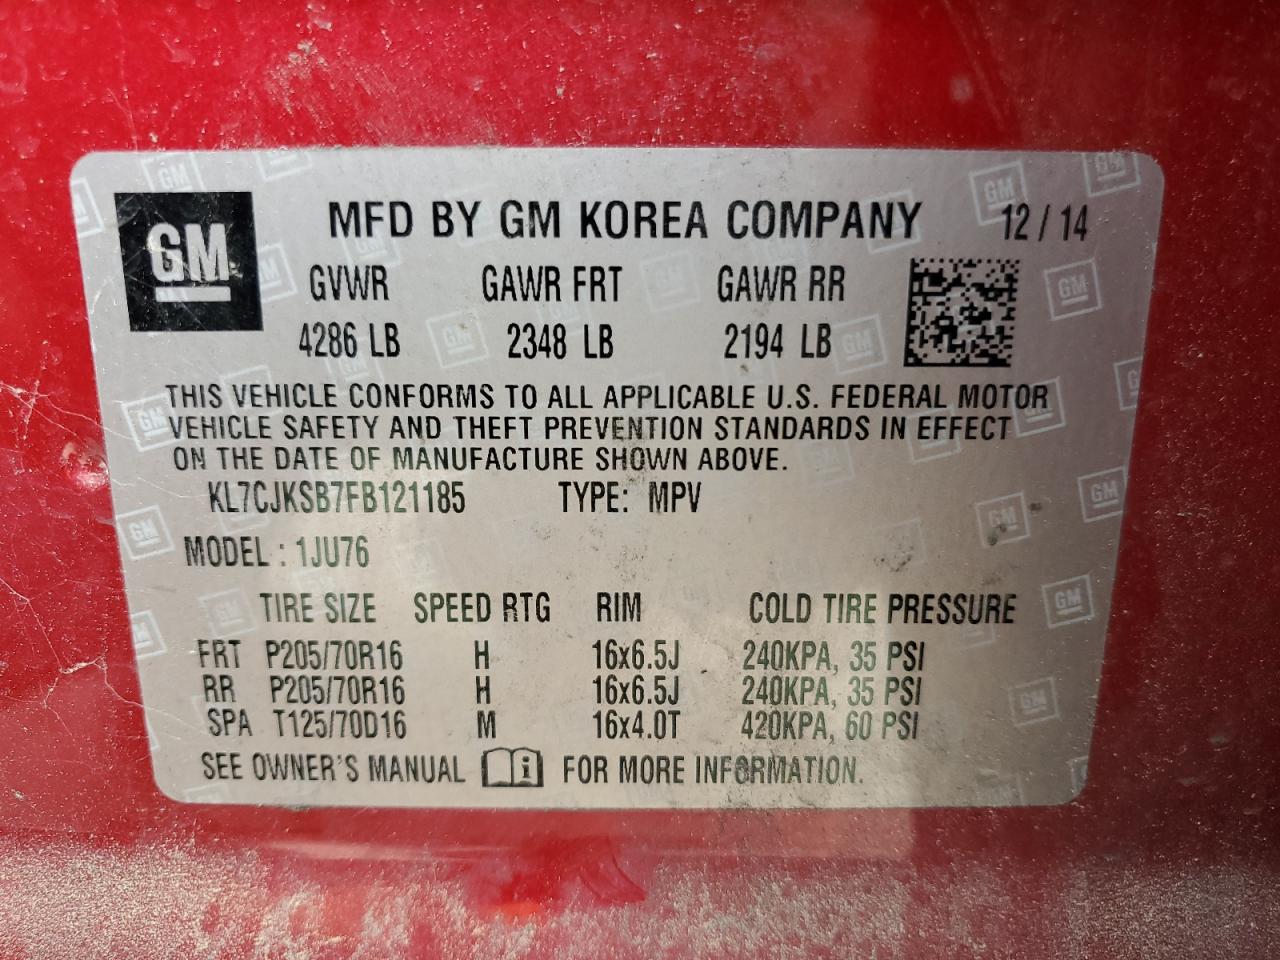 GM
MFD BY GM KOREA COMPANY 12/14
GVWR GAWR FRT GAWR RR
4286 LB 2348 LB 2194 LB
THIS VEHICLE CONFORMS TO ALL APPLICABLE U.S. FEDERAL MOTOR
VEHICLE SAFETY AND THEFT PREVENTION STANDARDS IN EFFECT
ON THE DATE OF MANUFACTURE SHOWN ABOVE.
KL7CJKSB7FB121185 TYPE: MPV
MODEL : 1JU76
TIRE SIZE SPEED RTG RIM COLD TIRE PRESSURE
FRT P205/70R16 H 16x6.5J 240KPA, 35 PSI
RR P205/70R16 H 16x6.5J 240KPA, 35 PSI
SPA T125/70D16 M 16x4.0T 420KPA, 60 PSI
SEE OWNER'S MANUAL i FOR MORE INFORMATION.